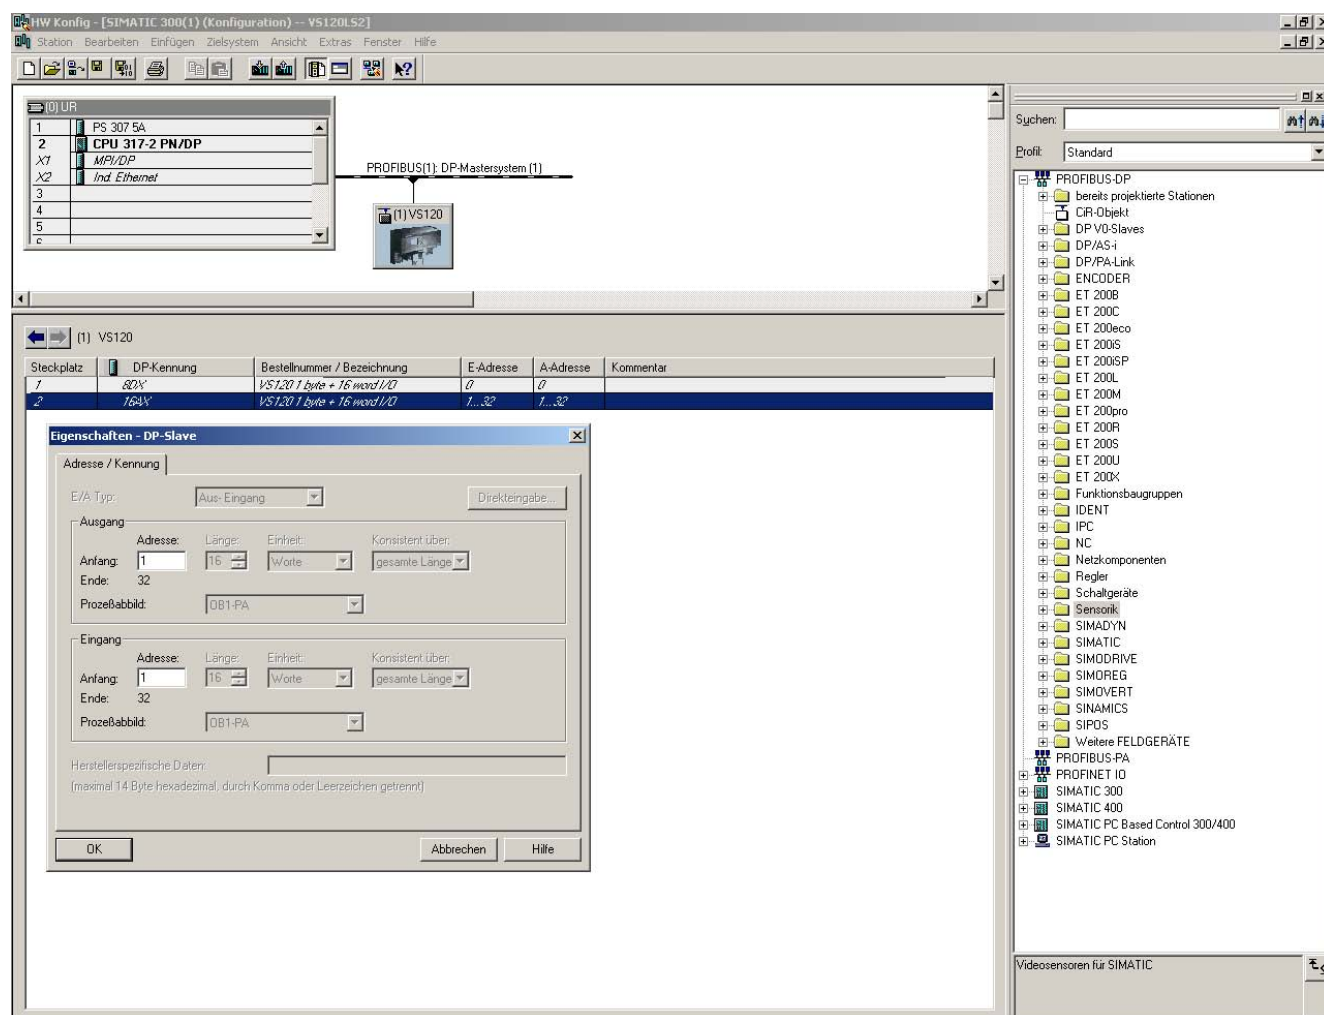 HW Konfig - [SIMATIC 300(1) (Konfiguration) -- VS120LS2]
Station Bearbeiten Einfügen Zielsystem Ansicht Extras Fenster Hilfe
(0) UR
1 PS 307 5A
2 CPU 317-2 PN/DP
X1 MPI/DP
X2 Ind. Ethernet
3
4
5
6
PROFIBUS(1): DP-Mastersystem (1)
(1) VS120
(1) VS120
Steckplatz DP-Kennung Bestellnummer / Bezeichnung E-Adresse A-Adresse Kommentar
1 8DX VS120 1 byte + 16 word I/O 0 0
2 16AX VS120 1 byte + 16 word I/O 1...32 1...32
Eigenschaften - DP-Slave
Adresse / Kennung
E/A Typ: Aus- Eingang Direkteingabe...
Ausgang
Adresse: Länge: Einheit: Konsistent über:
Anfang: 1 16 Worte gesamte Länge
Ende: 32
Prozeßabbild: OB1-PA
Eingang
Adresse: Länge: Einheit: Konsistent über:
Anfang: 1 16 Worte gesamte Länge
Ende: 32
Prozeßabbild: OB1-PA
Herstellerspezifische Daten:
(maximal 14 Byte hexadezimal, durch Komma oder Leerzeichen getrennt)
OK Abbrechen Hilfe
Suchen:
Profil: Standard
PROFIBUS-DP
bereits projektierte Stationen
CiR-Objekt
DP V0-Slaves
DP/AS-i
DP/PA-Link
ENCODER
ET 200B
ET 200C
ET 200eco
ET 200iS
ET 200iSP
ET 200L
ET 200M
ET 200pro
ET 200R
ET 200S
ET 200U
ET 200X
Funktionsbaugruppen
IDENT
IPC
NC
Netzkomponenten
Regler
Schaltgeräte
Sensorik
SIMADYN
SIMATIC
SIMODRIVE
SIMOREG
SIMOVERT
SINAMICS
SIPOS
Weitere FELDGERÄTE
PROFIBUS-PA
PROFINET IO
SIMATIC 300
SIMATIC 400
SIMATIC PC Based Control 300/400
SIMATIC PC Station
Videosensoren für SIMATIC